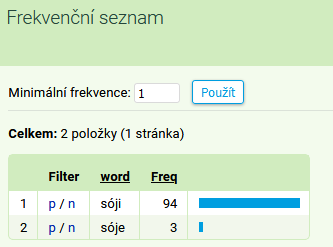 Frekvenční seznam
Minimální frekvence: 1 Použít
Celkem: 2 položky (1 stránka)
Filter word Freq
1 p / n sóji 94
2 p / n sóje 3